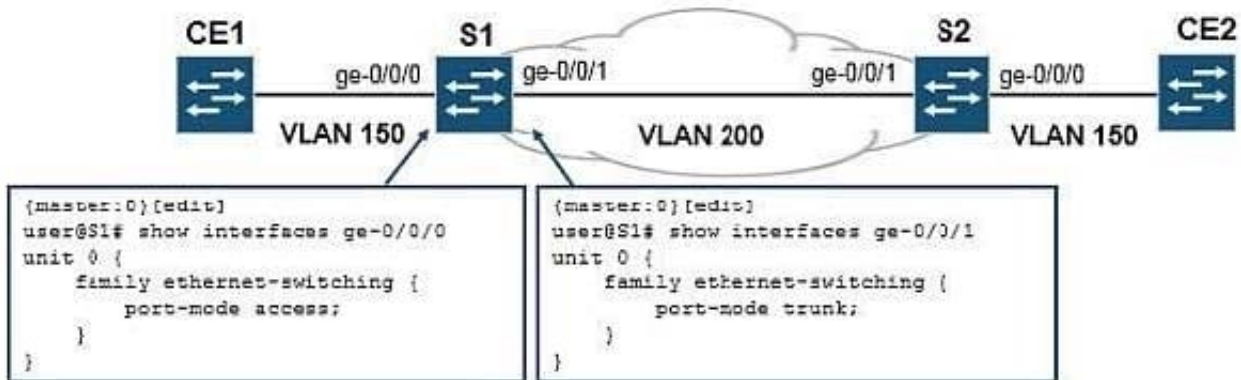 CE1
S1
S2
CE2
ge-0/0/0
ge-0/0/1
ge-0/0/1
ge-0/0/0
VLAN 150
VLAN 200
VLAN 150
{master:0}[edit]
user@S1# show interfaces ge-0/0/0
unit 0 {
family ethernet-switching {
port-mode access;
}
}
{master:0}[edit]
user@S1# show interfaces ge-0/0/1
unit 0 {
family ethernet-switching {
port-mode trunk;
}
}